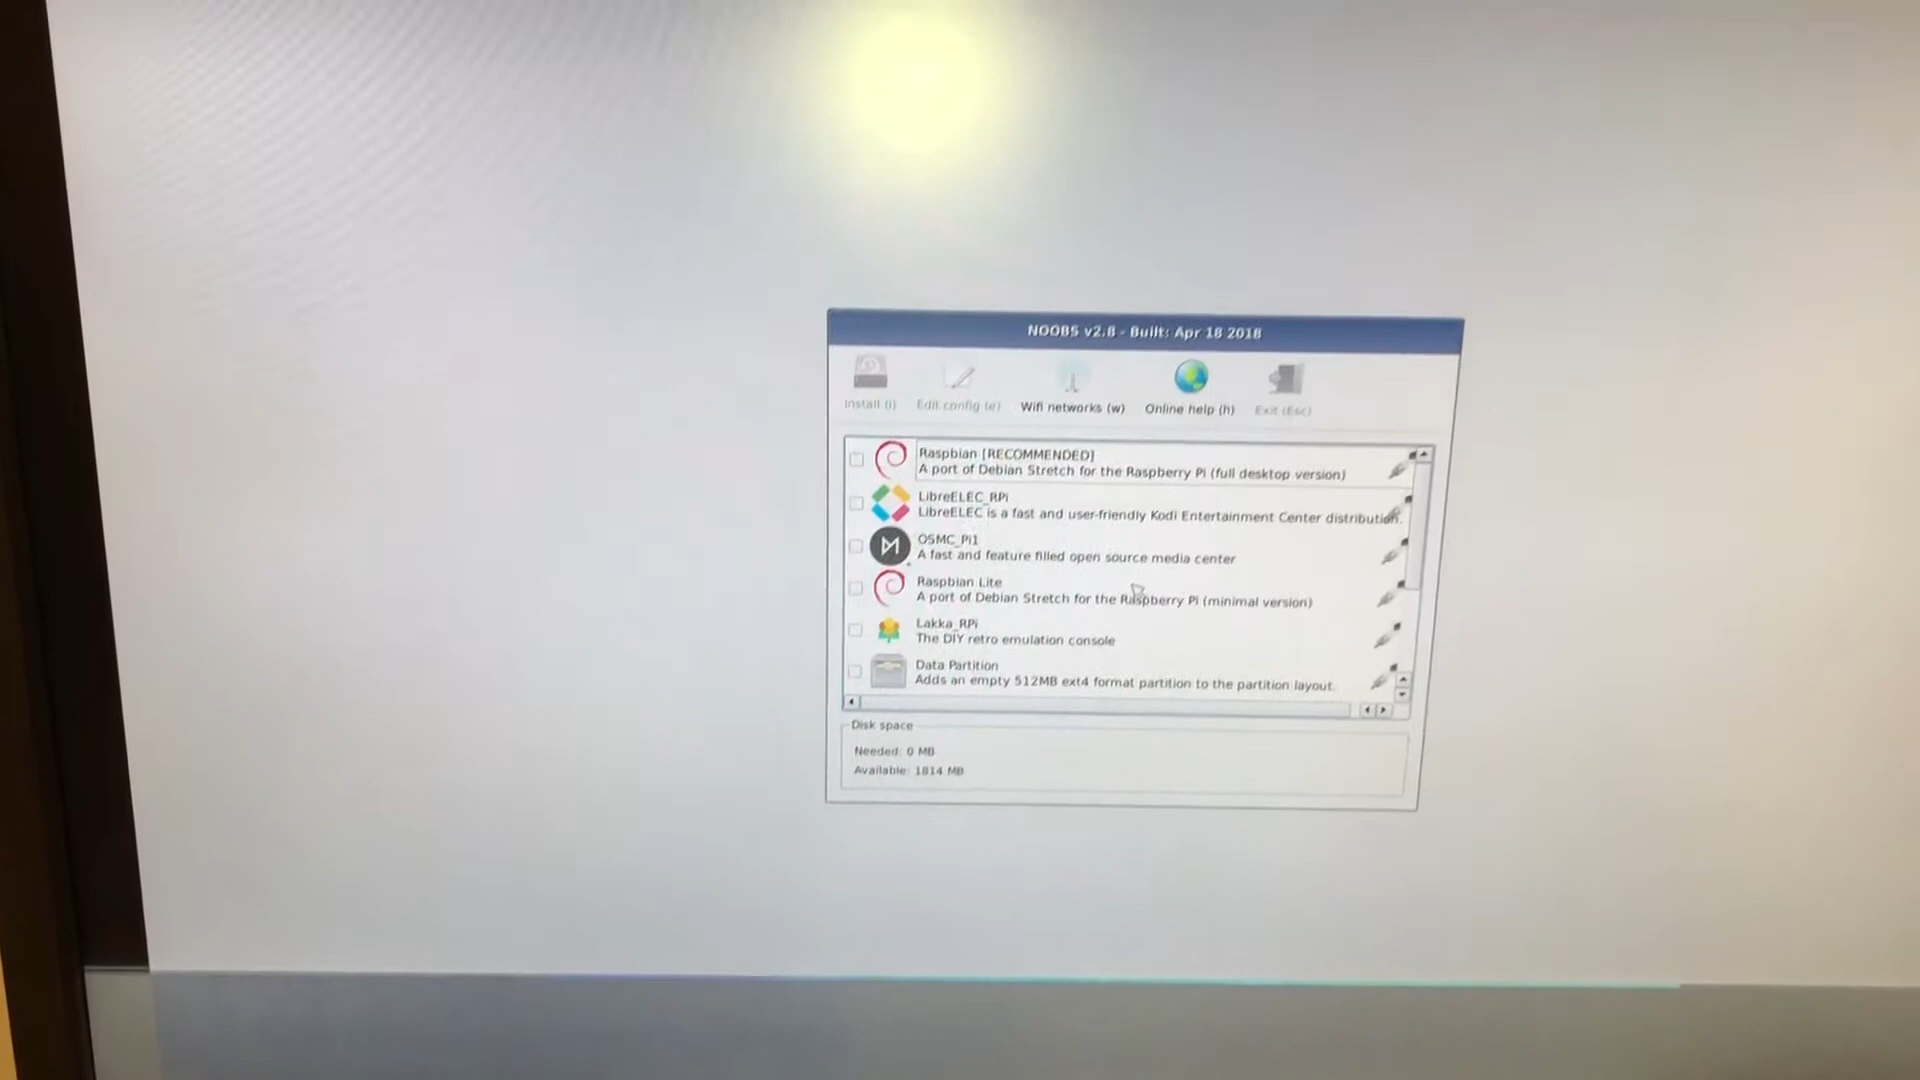 NOOBS v2.8 - Built: Apr 18 2018
Install (i)
Edit config (e)
Wifi networks (w)
Online help (h)
Exit (Esc)
Raspbian [RECOMMENDED]
A port of Debian Stretch for the Raspberry Pi (full desktop version)
LibreELEC_RPi
LibreELEC is a fast and user-friendly Kodi Entertainment Center distribution.
OSMC_Pi1
A fast and feature filled open source media center
Raspbian Lite
A port of Debian Stretch for the Raspberry Pi (minimal version)
Lakka_RPi
The DIY retro emulation console
Data Partition
Adds an empty 512MB ext4 format partition to the partition layout.
Disk space
Needed: 0 MB
Available: 1814 MB